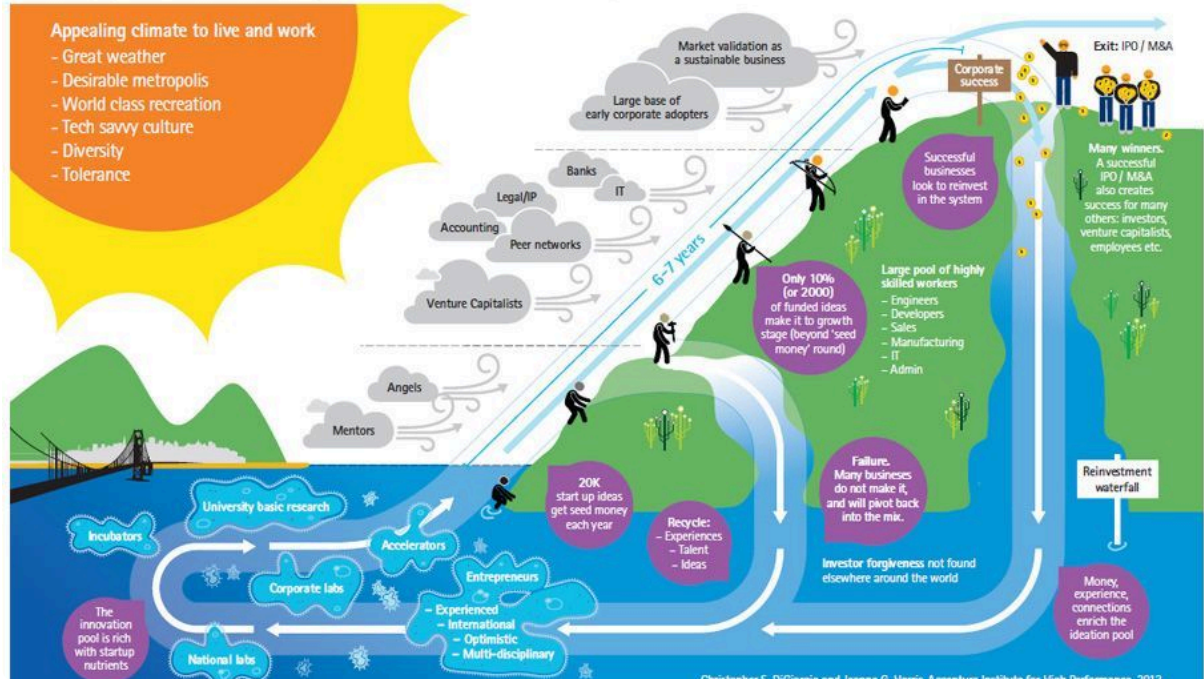 Appealing climate to live and work
- Great weather
- Desirable metropolis
- World class recreation
- Tech savvy culture
- Diversity
- Tolerance
Market validation as
a sustainable business
Large base of
early corporate adopters
Banks
IT
Legal/IP
Accounting
Peer networks
Venture Capitalists
Angels
Mentors
6-7 years
Corporate
success
Exit: IPO / M&A
Many winners.
A successful
IPO / M&A
also creates
success for many
others: investors,
venture capitalists,
employees etc.
Successful
businesses
look to reinvest
in the system
Only 10%
(or 2000)
of funded ideas
make it to growth
stage (beyond 'seed
money' round)
Large pool of highly
skilled workers
- Engineers
- Developers
- Sales
- Manufacturing
- IT
- Admin
20K
start up ideas
get seed money
each year
Recycle:
- Experiences
- Talent
- Ideas
Failure.
Many busineses
do not make it,
and will pivot back
into the mix.
Investor forgiveness not found
elsewhere around the world
Reinvestment
waterfall
Money,
experience,
connections
enrich the
ideation pool
University basic research
Incubators
Accelerators
Corporate labs
Entrepreneurs
- Experienced
- International
- Optimistic
- Multi-disciplinary
National labs
The
innovation
pool is rich
with startup
nutrients